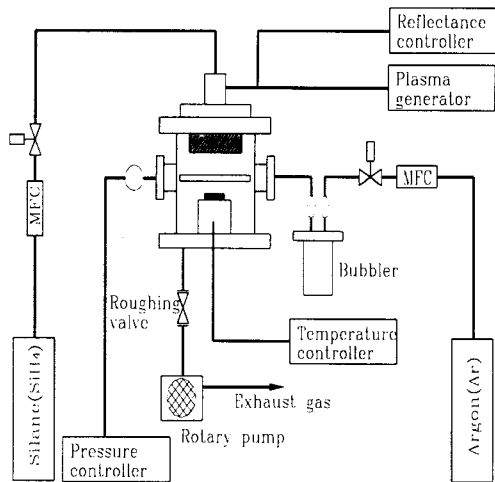 Reflectance
controller
Plasma
generator
MFC
MFC
Bubbler
Roughing
valve
Temperature
controller
Silane(SiH4)
Exhaust gas
Argon(Ar)
Rotary pump
Pressure
controller